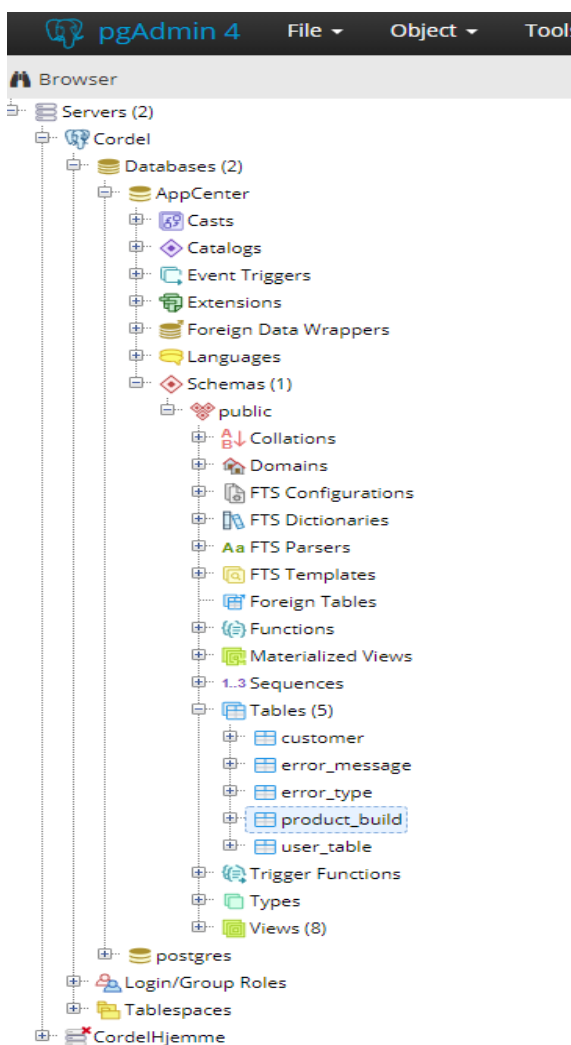 pgAdmin 4 File Object Tools
Browser
Servers (2)
Cordel
Databases (2)
AppCenter
Casts
Catalogs
Event Triggers
Extensions
Foreign Data Wrappers
Languages
Schemas (1)
public
Collations
Domains
FTS Configurations
FTS Dictionaries
Aa FTS Parsers
FTS Templates
Foreign Tables
Functions
Materialized Views
1..3 Sequences
Tables (5)
customer
error_message
error_type
product_build
user_table
Trigger Functions
Types
Views (8)
postgres
Login/Group Roles
Tablespaces
CordelHjemme